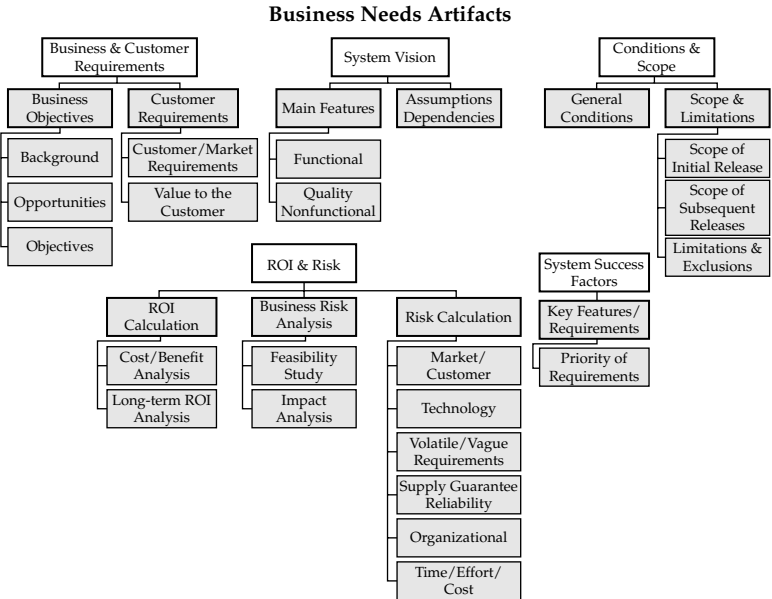 Business Needs Artifacts
Business & Customer
Requirements
Business
Objectives
Background
Opportunities
Objectives
Customer
Requirements
Customer/Market
Requirements
Value to the
Customer
System Vision
Main Features
Functional
Quality
Nonfunctional
Assumptions
Dependencies
Conditions &
Scope
General
Conditions
Scope &
Limitations
Scope of
Initial Release
Scope of
Subsequent
Releases
Limitations &
Exclusions
ROI & Risk
ROI
Calculation
Cost/Benefit
Analysis
Long-term ROI
Analysis
Business Risk
Analysis
Feasibility
Study
Impact
Analysis
Risk Calculation
Market/
Customer
Technology
Volatile/Vague
Requirements
Supply Guarantee
Reliability
Organizational
Time/Effort/
Cost
System Success
Factors
Key Features/
Requirements
Priority of
Requirements